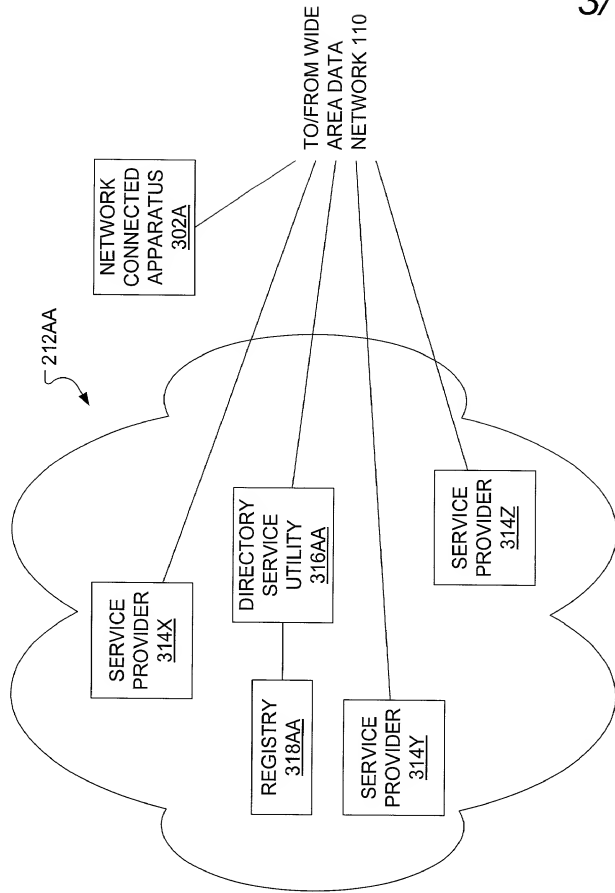 3/
TO/FROM WIDE
AREA DATA
NETWORK 110
NETWORK
CONNECTED
APPARATUS
302A
212AA
SERVICE
PROVIDER
314X
DIRECTORY
SERVICE
UTILITY
316AA
REGISTRY
318AA
SERVICE
PROVIDER
314Y
SERVICE
PROVIDER
314Z